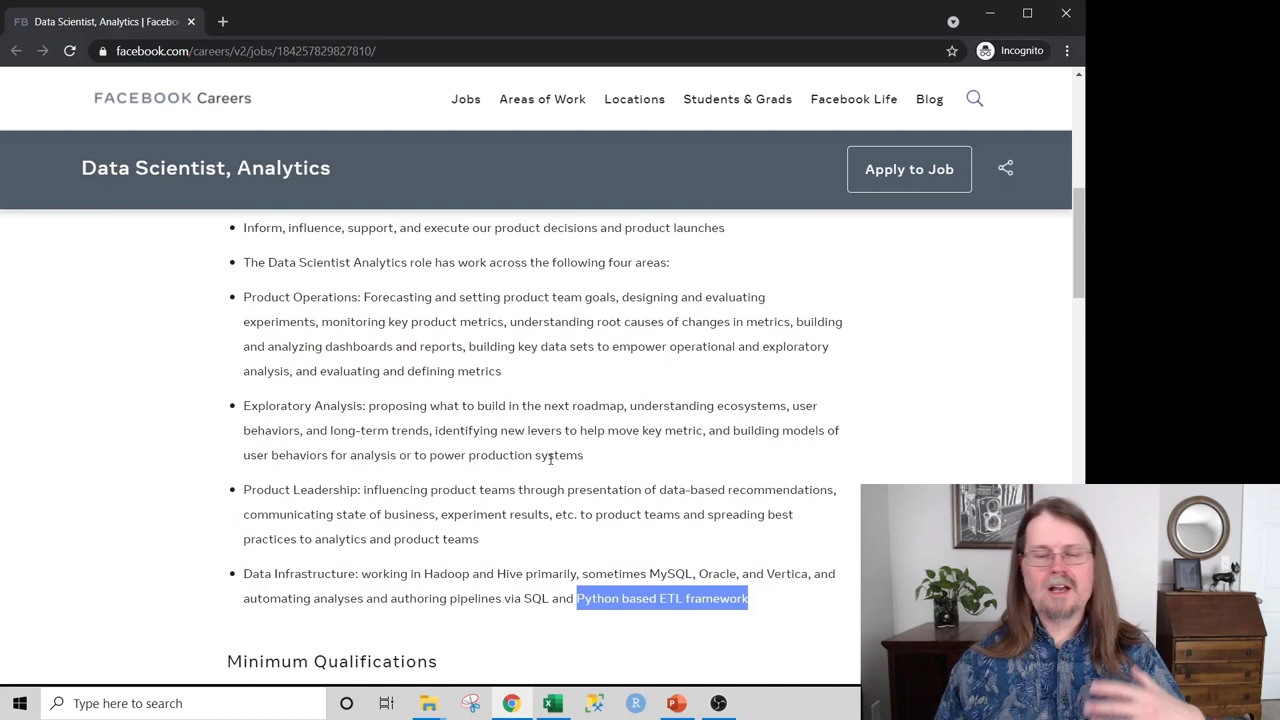 FB Data Scientist, Analytics | Facebo
facebook.com/careers/v2/jobs/184257829827810/
Incognito
FACEBOOK Careers
Jobs Areas of Work Locations Students & Grads Facebook Life Blog
Data Scientist, Analytics
Apply to Job
Inform, influence, support, and execute our product decisions and product launches
The Data Scientist Analytics role has work across the following four areas:
Product Operations: Forecasting and setting product team goals, designing and evaluating
experiments, monitoring key product metrics, understanding root causes of changes in metrics, building
and analyzing dashboards and reports, building key data sets to empower operational and exploratory
analysis, and evaluating and defining metrics
Exploratory Analysis: proposing what to build in the next roadmap, understanding ecosystems, user
behaviors, and long-term trends, identifying new levers to help move key metric, and building models of
user behaviors for analysis or to power production systems
Product Leadership: influencing product teams through presentation of data-based recommendations,
communicating state of business, experiment results, etc. to product teams and spreading best
practices to analytics and product teams
Data Infrastructure: working in Hadoop and Hive primarily, sometimes MySQL, Oracle, and Vertica, and
automating analyses and authoring pipelines via SQL and Python based ETL framework
Minimum Qualifications
Type here to search